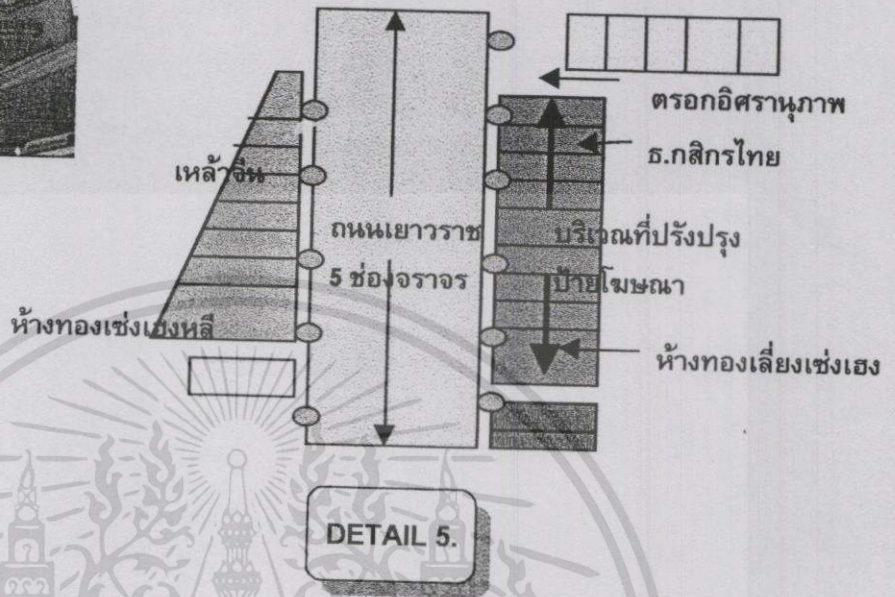 ตรอกอิศรานุภาพ
ธ.กสิกรไทย
เหล้าจีน
ถนนเยาวราช
5 ช่องจราจร
บริเวณที่ปรังปรุง
ป้ายโฆษณา
ห้างทองเซ่งเฮงหลี
ห้างทองเลี่ยงเซ่งเฮง
DETAIL 5.